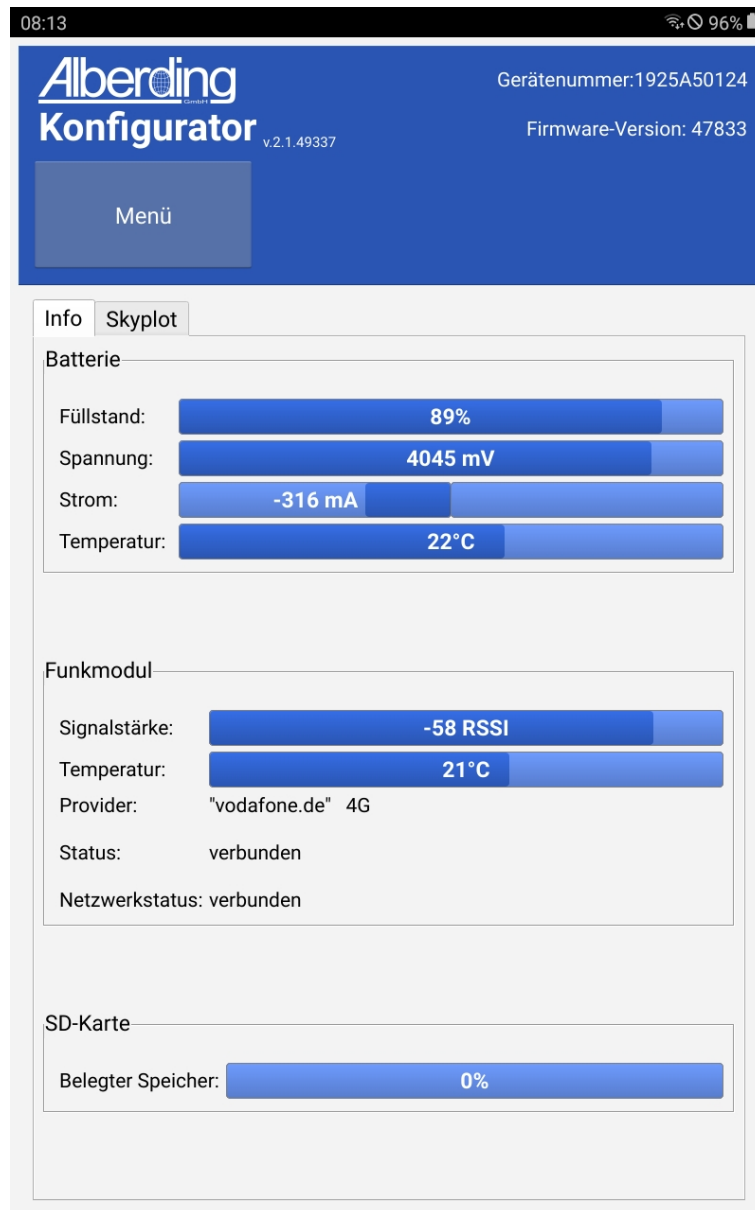 08:13
96%
Alberding
GmbH
Konfigurator v.2.1.49337
Gerätenummer:1925A50124
Firmware-Version: 47833
Menü
Info Skyplot
Batterie
Füllstand: 89%
Spannung: 4045 mV
Strom: -316 mA
Temperatur: 22°C
Funkmodul
Signalstärke: -58 RSSI
Temperatur: 21°C
Provider: "vodafone.de" 4G
Status: verbunden
Netzwerkstatus: verbunden
SD-Karte
Belegter Speicher: 0%